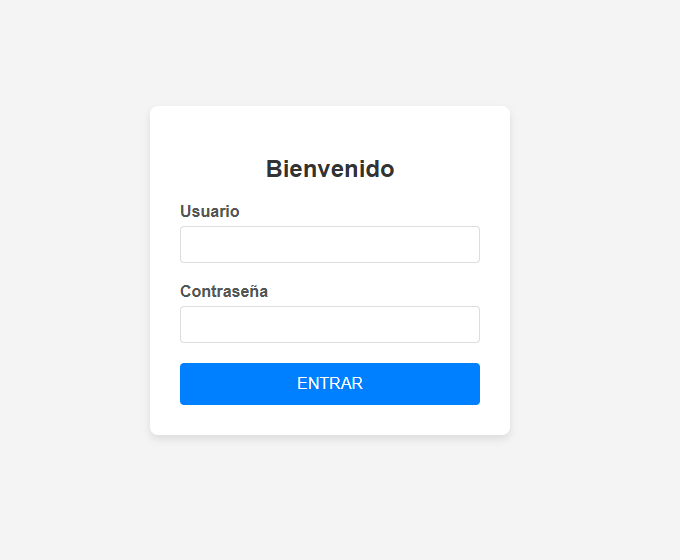 Bienvenido
Usuario
Contraseña
ENTRAR